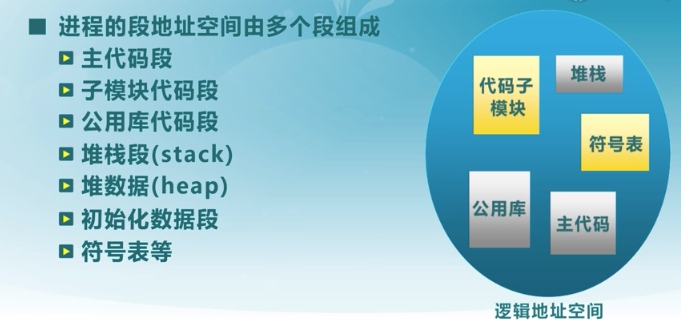 进程的段地址空间由多个段组成
主代码段
子模块代码段
公用库代码段
堆栈段(stack)
堆数据(heap)
初始化数据段
符号表等
代码子
模块
堆栈
符号表
公用库
主代码
逻辑地址空间